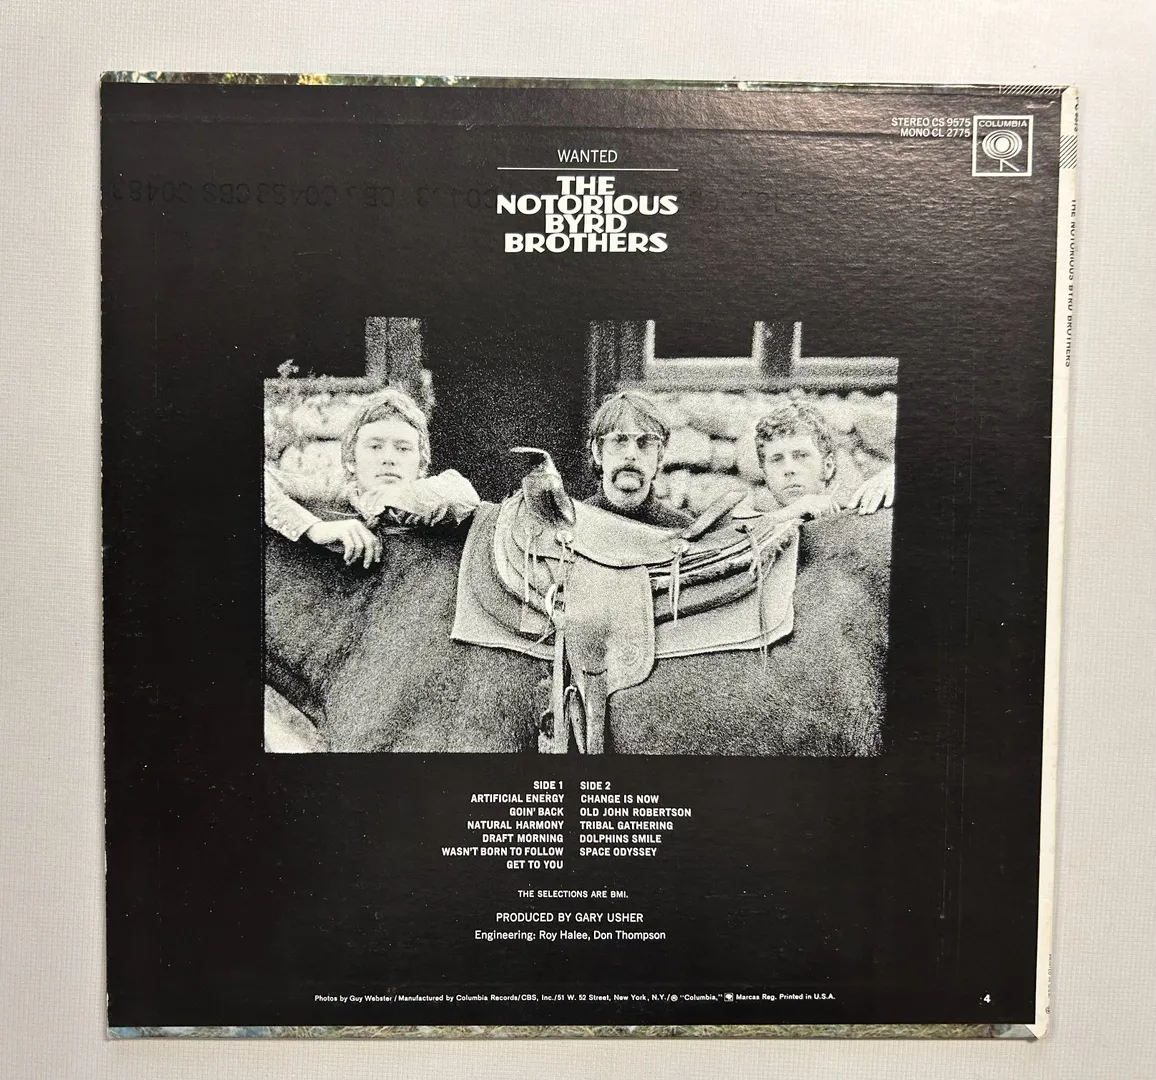 STEREO CS 9575
MONO CL 2775
COLUMBIA
WANTED
THE
NOTORIOUS
BYRD
BROTHERS
THE NOTORIOUS BYRD BROTHERS
SIDE 1
ARTIFICIAL ENERGY
GOIN' BACK
NATURAL HARMONY
DRAFT MORNING
WASN'T BORN TO FOLLOW
GET TO YOU
SIDE 2
CHANGE IS NOW
OLD JOHN ROBERTSON
TRIBAL GATHERING
DOLPHINS SMILE
SPACE ODYSSEY
THE SELECTIONS ARE BMI.
PRODUCED BY GARY USHER
Engineering: Roy Halee, Don Thompson
Photos by Guy Webster / Manufactured by Columbia Records/CBS, Inc./51 W. 52 Street, New York, N.Y./® "Columbia," Marcas Reg. Printed in U.S.A.
4